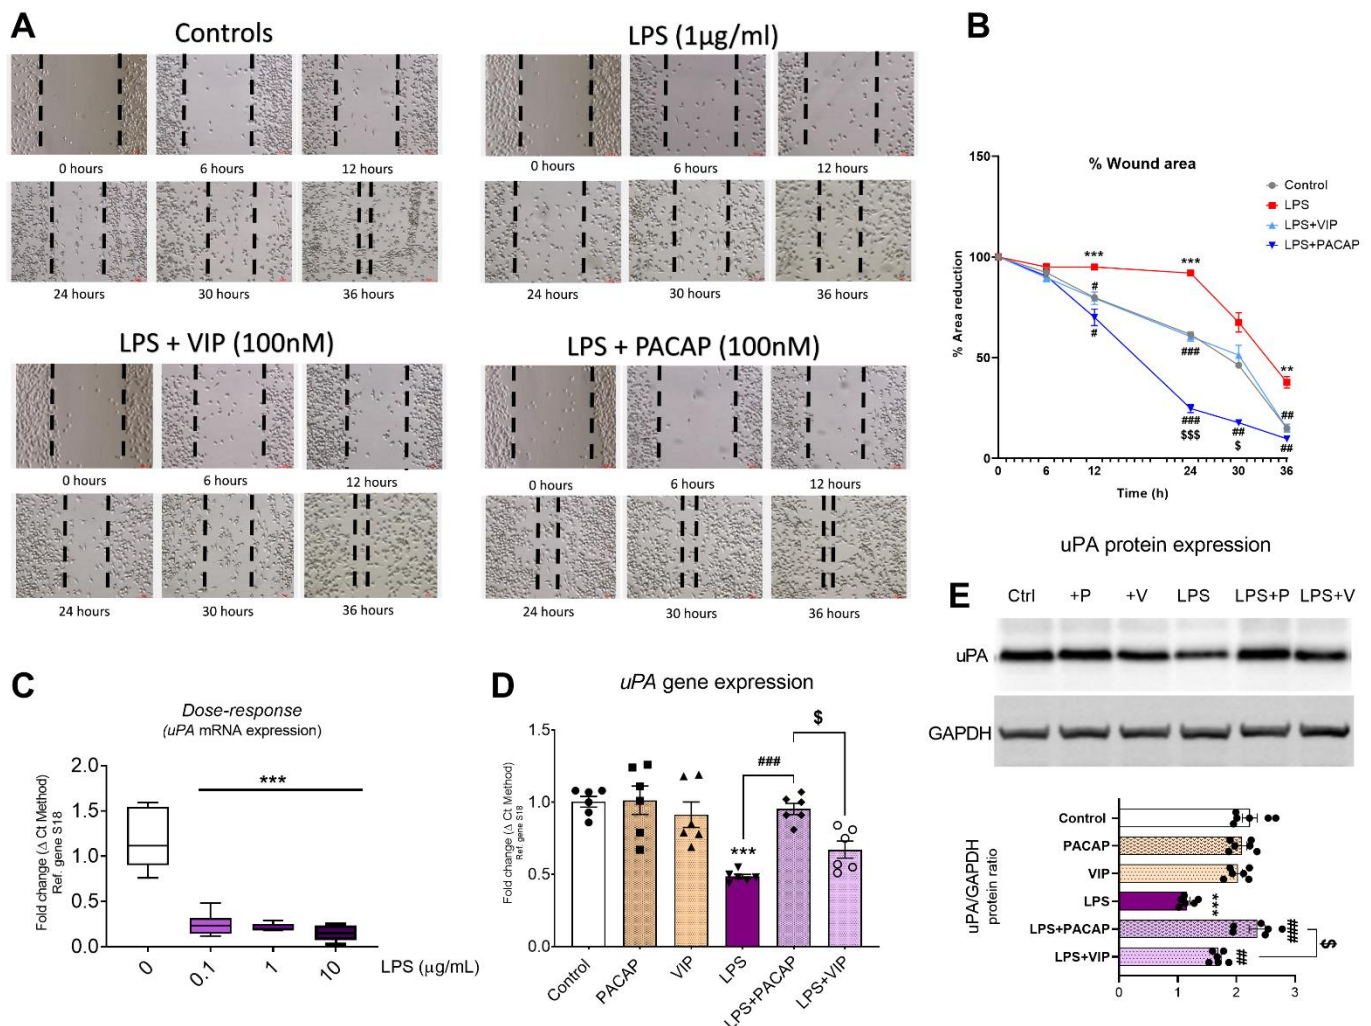 A
Controls
0 hours
6 hours
12 hours
24 hours
30 hours
36 hours
LPS (1µg/ml)
0 hours
6 hours
12 hours
24 hours
30 hours
36 hours
LPS + VIP (100nM)
0 hours
6 hours
12 hours
24 hours
30 hours
36 hours
LPS + PACAP (100nM)
0 hours
6 hours
12 hours
24 hours
30 hours
36 hours
B
% Wound area
150
100
50
0
% Area reduction
0 6 12 24 30 36
Time (h)
Control
LPS
LPS+VIP
LPS+PACAP
***
***
**
#
#
###
###
$$$
##
$
##
##
C
Dose-response
(uPA mRNA expression)
***
Fold change (Δ Ct Method)
Ref. gene S18
2.0
1.5
1.0
0.5
0.0
0 0.1 1 10
LPS (µg/mL)
D
uPA gene expression
Fold change (Δ Ct Method)
Ref. gene S18
1.5
1.0
0.5
0.0
$
###
***
Control PACAP VIP LPS LPS+PACAP LPS+VIP
uPA protein expression
E
Ctrl +P +V LPS LPS+P LPS+V
uPA
GAPDH
uPA/GAPDH
protein ratio
Control
PACAP
VIP
LPS
LPS+PACAP
LPS+VIP
***
###
##
$
0 1 2 3